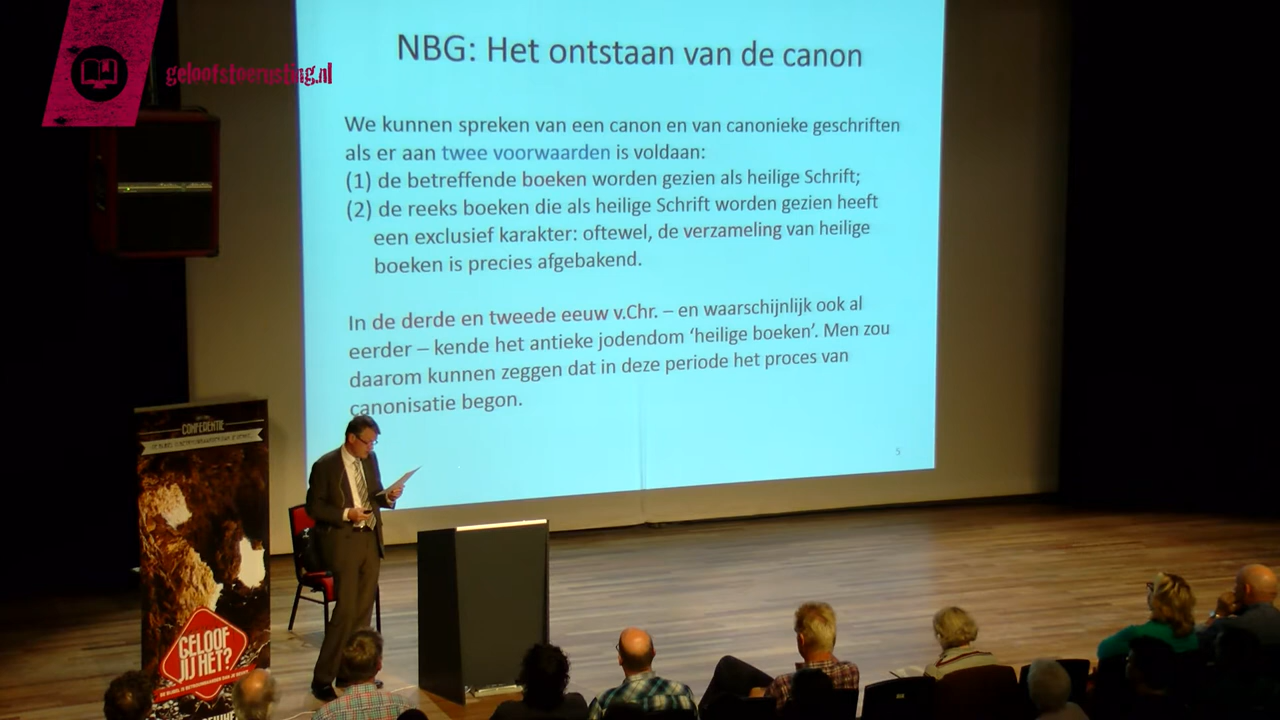 geloofstoerusting.nl
NBG: Het ontstaan van de canon
We kunnen spreken van een canon en van canonieke geschriften
als er aan twee voorwaarden is voldaan:
(1) de betreffende boeken worden gezien als heilige Schrift;
(2) de reeks boeken die als heilige Schrift worden gezien heeft
een exclusief karakter: oftewel, de verzameling van heilige
boeken is precies afgebakend.
In de derde en tweede eeuw v.Chr. – en waarschijnlijk ook al
eerder – kende het antieke jodendom ‘heilige boeken’. Men zou
daarom kunnen zeggen dat in deze periode het proces van
canonisatie begon.
5
CONFERENTIE
GELOOF
JIJ HET?